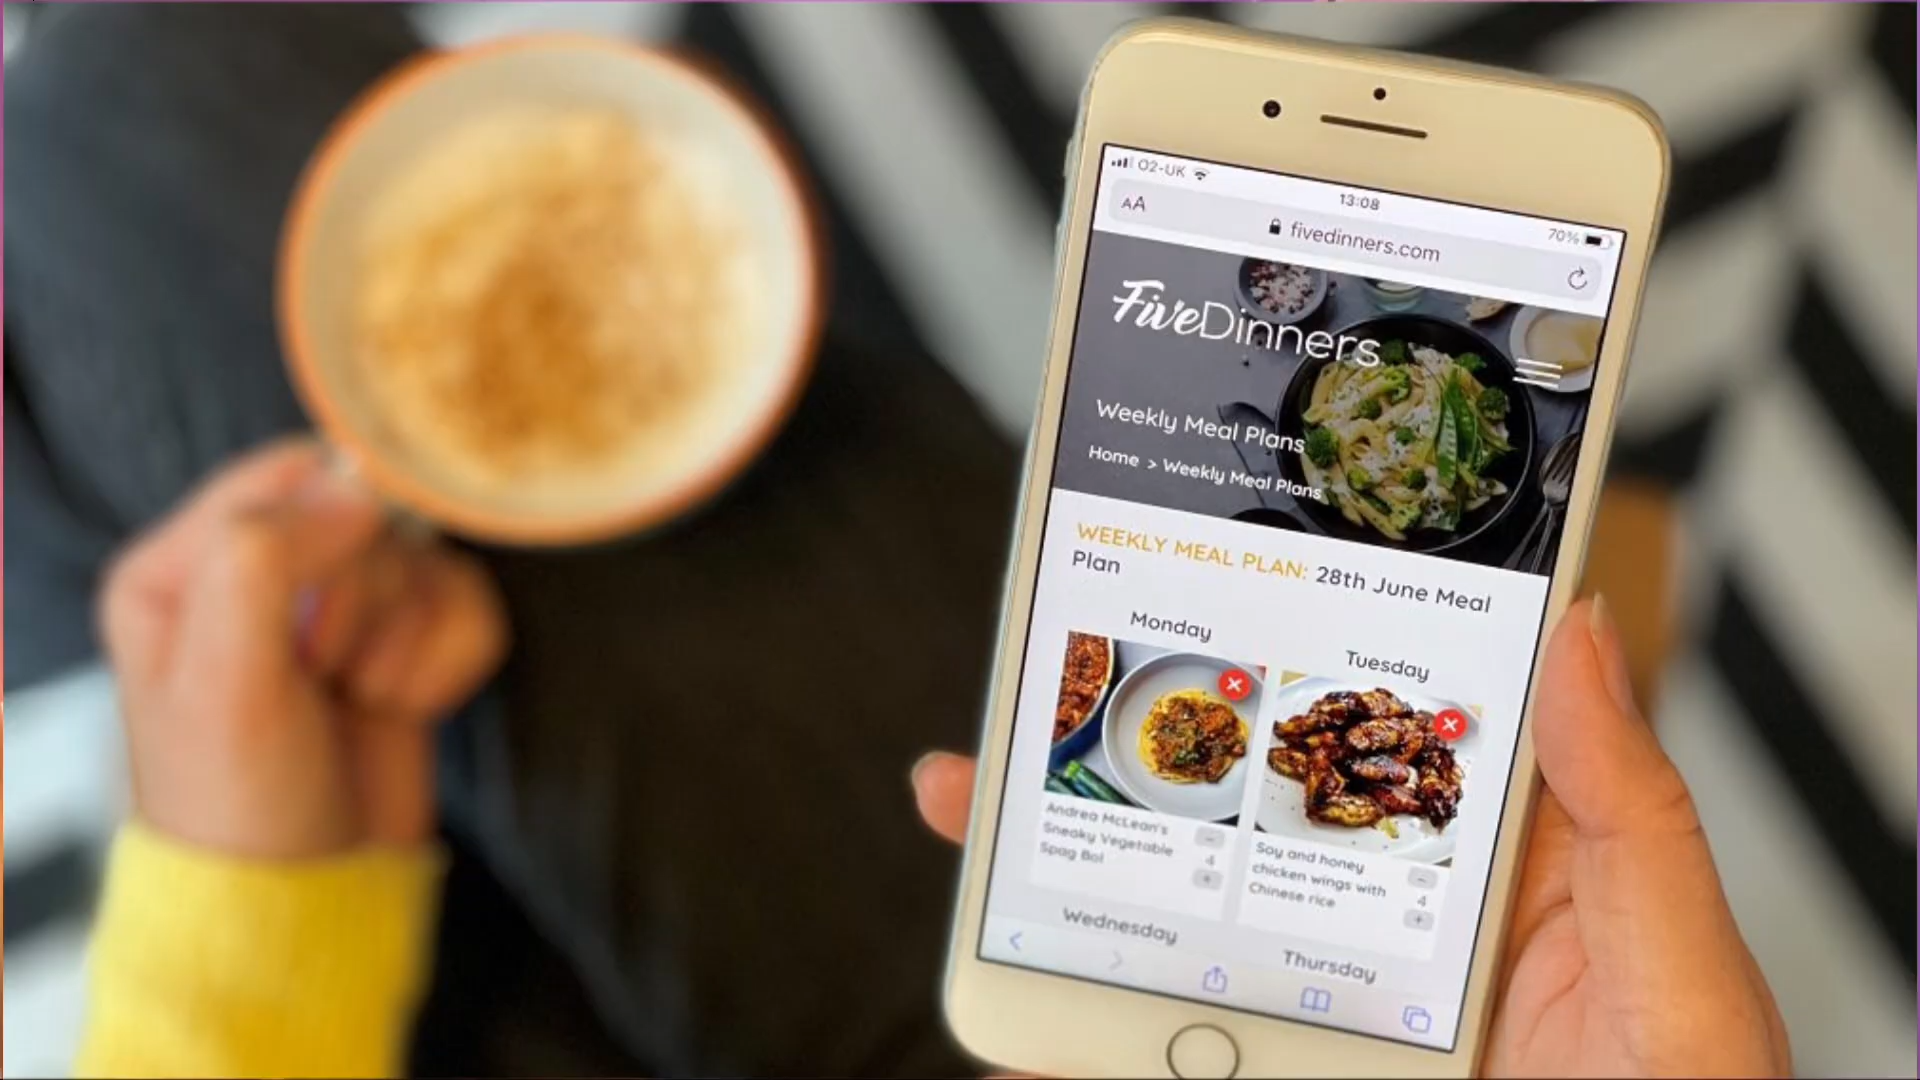 O2-UK
13:08
70%
AA
fivedinners.com
FiveDinners
Weekly Meal Plans
Home > Weekly Meal Plans
WEEKLY MEAL PLAN: 28th June Meal
Plan
Monday
Tuesday
Andrea McLean's
Sneaky Vegetable
Spag Bol
-
4
+
Soy and honey
chicken wings with
Chinese rice
-
4
+
Wednesday
Thursday